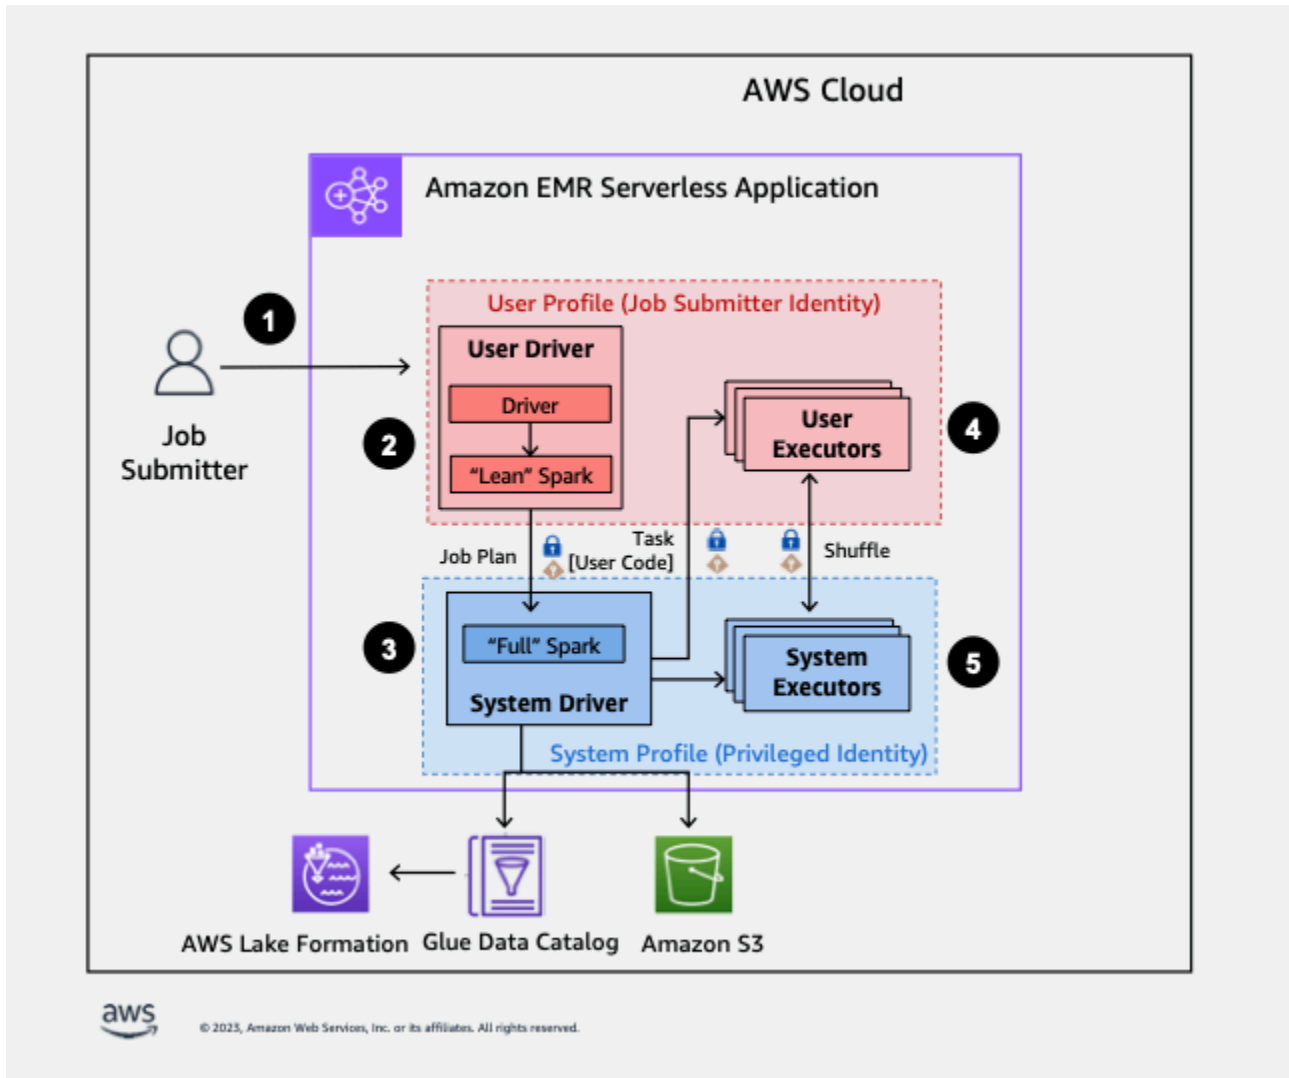 AWS Cloud
Amazon EMR Serverless Application
1
User Profile (Job Submitter Identity)
User Driver
Driver
"Lean" Spark
2
User
Executors
4
Job
Submitter
Job Plan
Task
[User Code]
Shuffle
3
"Full" Spark
System Driver
System
Executors
5
System Profile (Privileged Identity)
AWS Lake Formation
Glue Data Catalog
Amazon S3
aws
© 2023, Amazon Web Services, Inc. or its affiliates. All rights reserved.